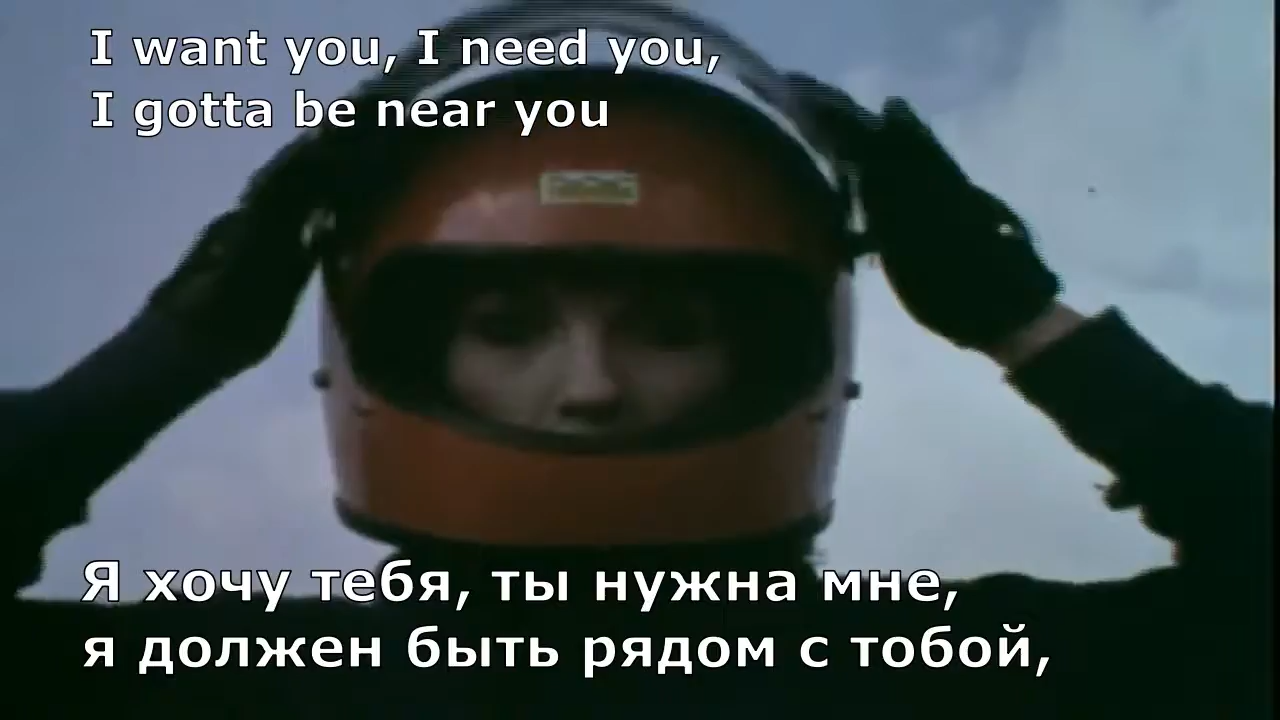 I want you, I need you,
I gotta be near you
Я хочу тебя, ты нужна мне,
я должен быть рядом с тобой,